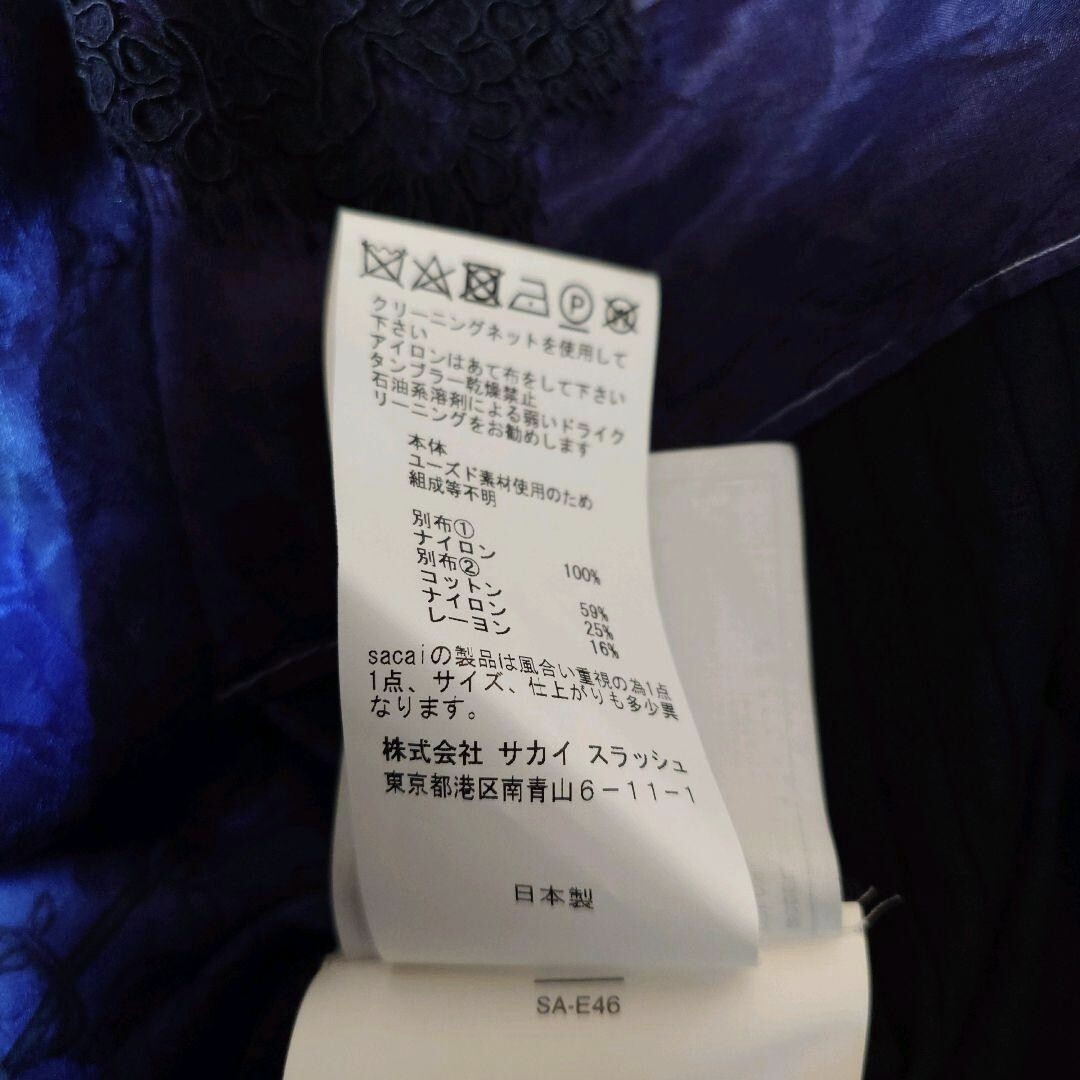 クリーニングネットを使用して
下さい
アイロンはあて布をして下さい
タンブラー乾燥禁止
石油系溶剤による弱いドライク
リーニングをお勧めします
本体
ユーズド素材使用のため
組成等不明
別布①
ナイロン 100%
別布②
コットン 59%
ナイロン 25%
レーヨン 16%
sacaiの製品は風合い重視の為1点
1点、サイズ、仕上がりも多少異
なります。
株式会社 サカイ スラッシュ
東京都港区南青山6-11-1
日本製
SA-E46